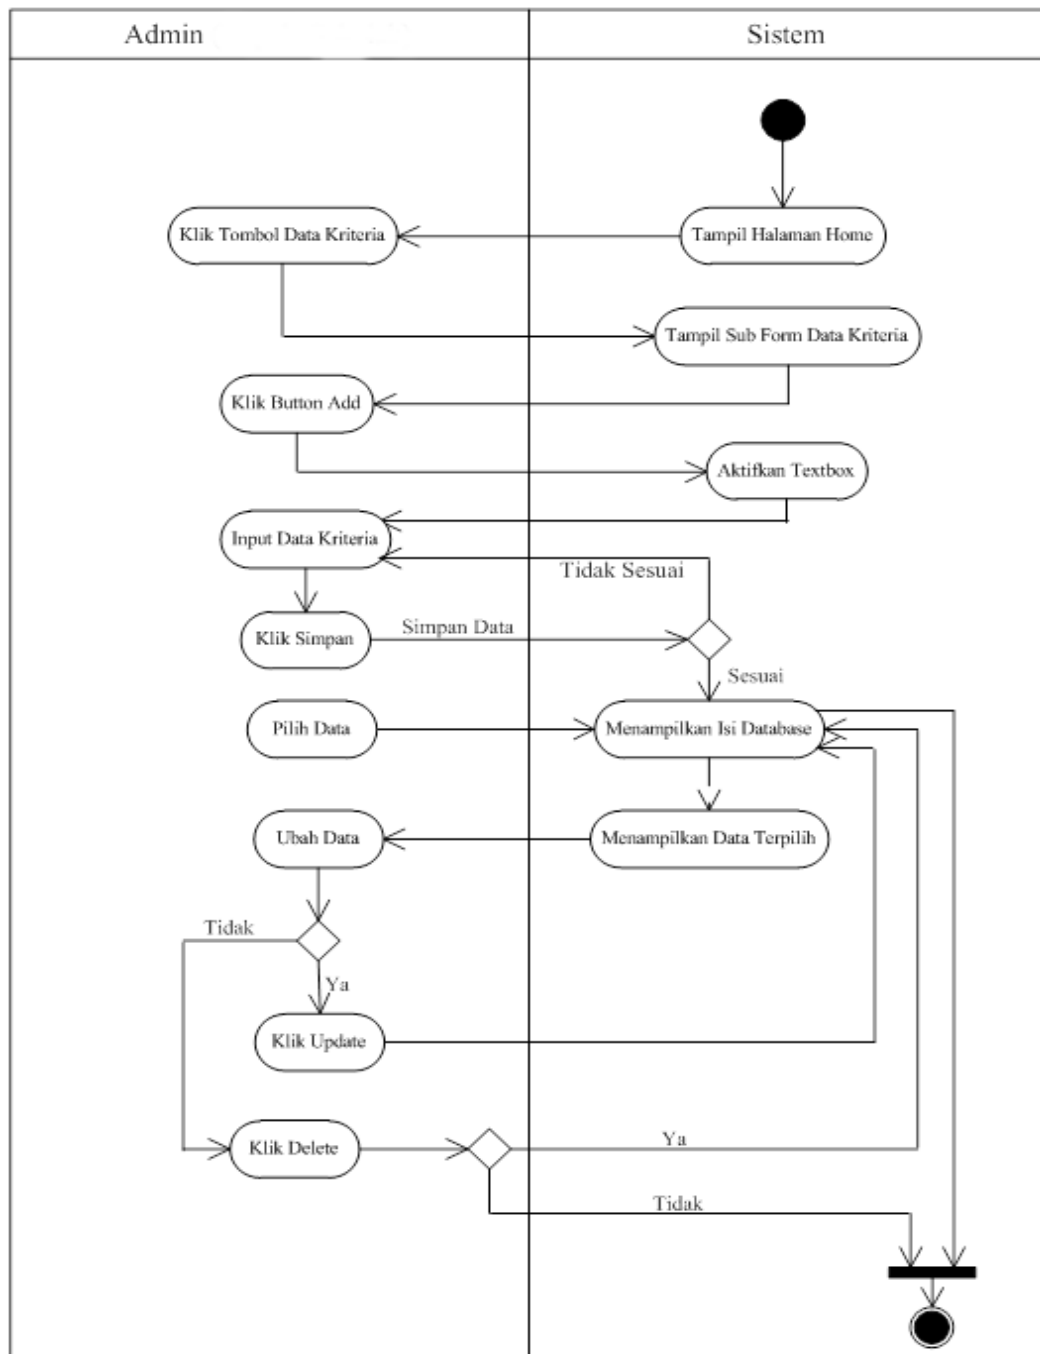 Admin
Sistem
Klik Tombol Data Kriteria
Tampil Halaman Home
Tampil Sub Form Data Kriteria
Klik Button Add
Aktifkan Textbox
Input Data Kriteria
Tidak Sesuai
Klik Simpan
Simpan Data
Sesuai
Pilih Data
Menampilkan Isi Database
Ubah Data
Menampilkan Data Terpilih
Tidak
Ya
Klik Update
Klik Delete
Ya
Tidak